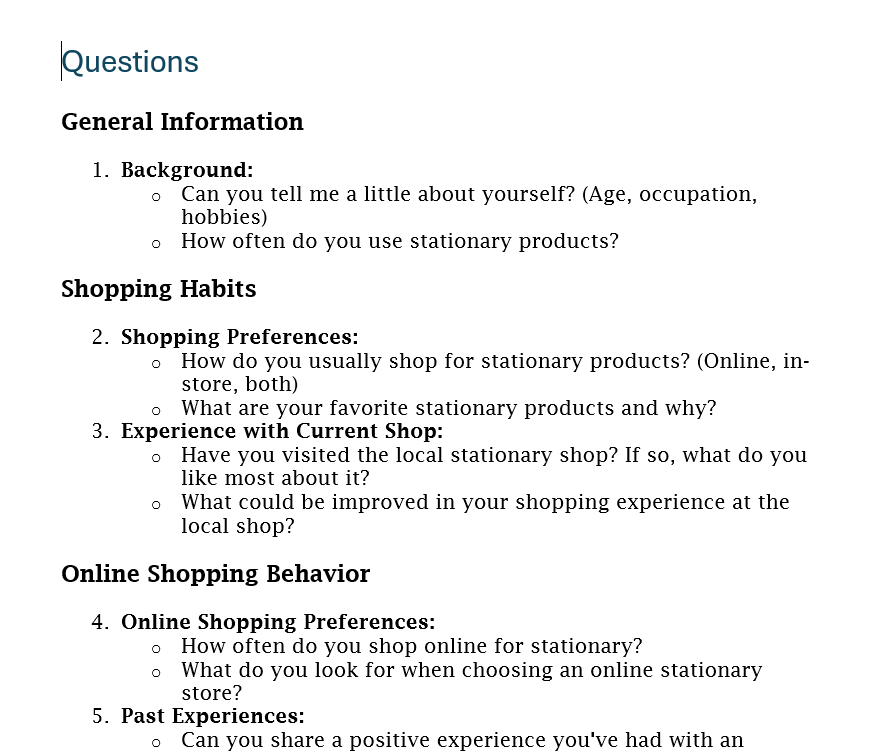 Questions
General Information
1. Background:
o Can you tell me a little about yourself? (Age, occupation,
hobbies)
o How often do you use stationary products?
Shopping Habits
2. Shopping Preferences:
o How do you usually shop for stationary products? (Online, in-
store, both)
o What are your favorite stationary products and why?
3. Experience with Current Shop:
o Have you visited the local stationary shop? If so, what do you
like most about it?
o What could be improved in your shopping experience at the
local shop?
Online Shopping Behavior
4. Online Shopping Preferences:
o How often do you shop online for stationary?
o What do you look for when choosing an online stationary
store?
5. Past Experiences:
o Can you share a positive experience you've had with an